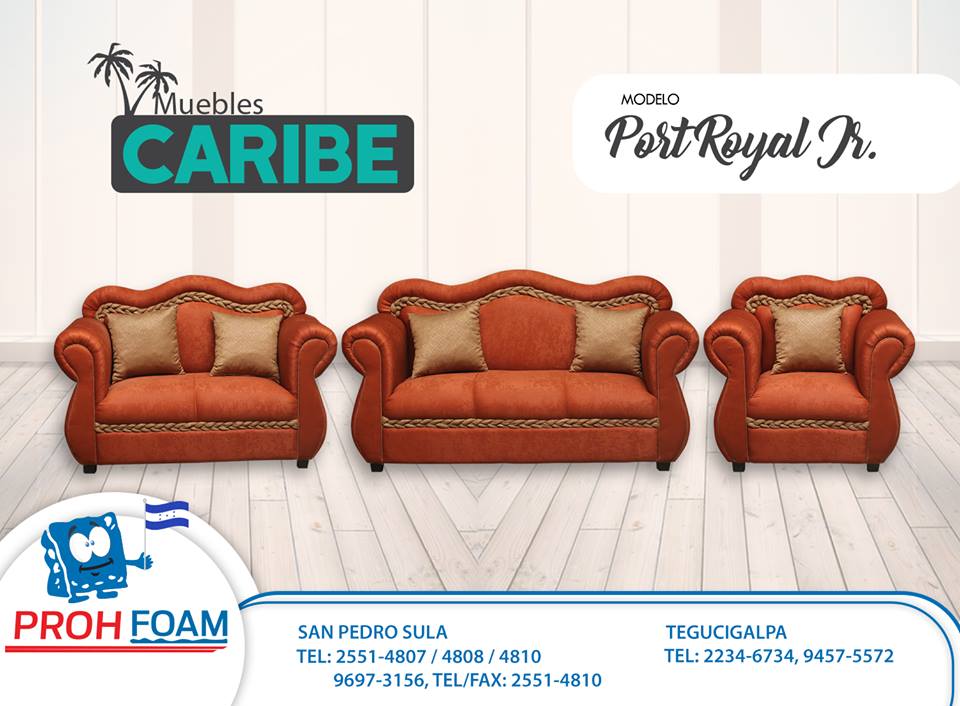 Muebles
CARIBE
MODELO
Port Royal Jr.
PROH FOAM
SAN PEDRO SULA
TEL: 2551-4807 / 4808 / 4810
9697-3156, TEL/FAX: 2551-4810
TEGUCIGALPA
TEL: 2234-6734, 9457-5572